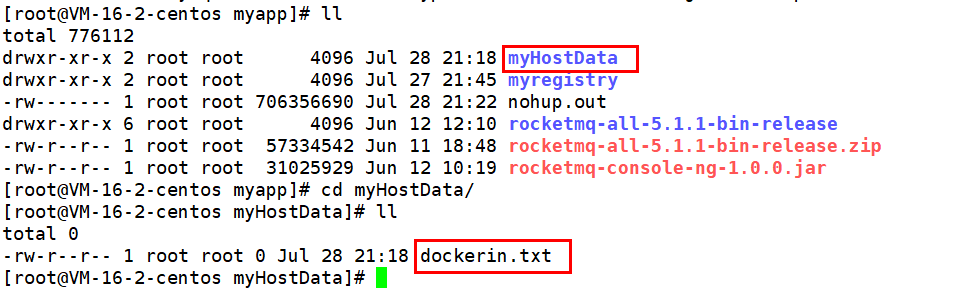 [root@VM-16-2-centos myapp]# ll
total 776112
drwxr-xr-x 2 root root      4096 Jul 28 21:18 myHostData
drwxr-xr-x 2 root root      4096 Jul 27 21:45 myregistry
-rw------- 1 root root 706356690 Jul 28 21:22 nohup.out
drwxr-xr-x 6 root root      4096 Jun 12 12:10 rocketmq-all-5.1.1-bin-release
-rw-r--r-- 1 root root  57334542 Jun 11 18:48 rocketmq-all-5.1.1-bin-release.zip
-rw-r--r-- 1 root root  31025929 Jun 12 10:19 rocketmq-console-ng-1.0.0.jar
[root@VM-16-2-centos myapp]# cd myHostData/
[root@VM-16-2-centos myHostData]# ll
total 0
-rw-r--r-- 1 root root 0 Jul 28 21:18 dockerin.txt
[root@VM-16-2-centos myHostData]#